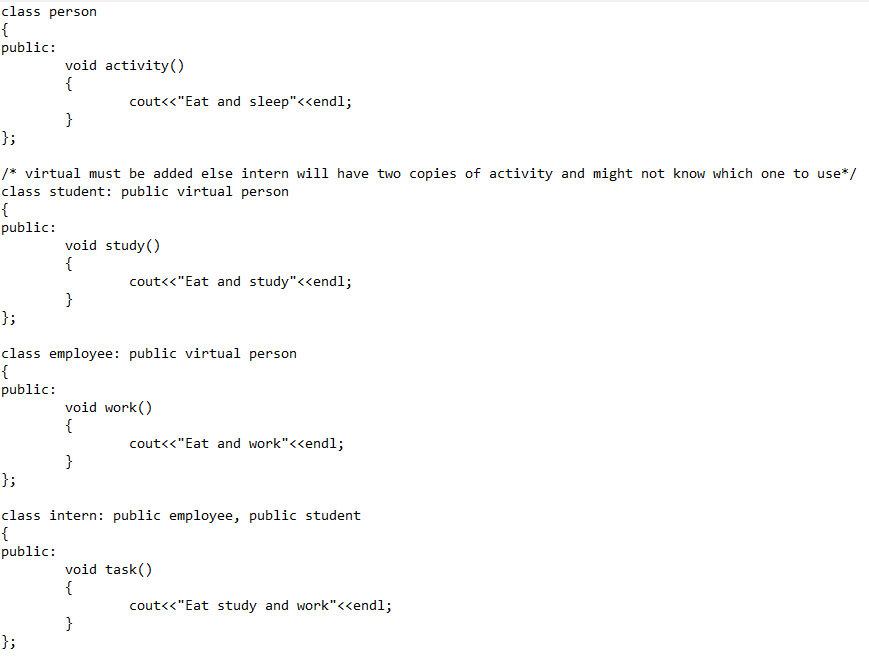 class person
{
public:
        void activity()
        {
                cout<<"Eat and sleep"<<endl;
        }
};

/* virtual must be added else intern will have two copies of activity and might not know which one to use*/
class student: public virtual person
{
public:
        void study()
        {
                cout<<"Eat and study"<<endl;
        }
};

class employee: public virtual person
{
public:
        void work()
        {
                cout<<"Eat and work"<<endl;
        }
};

class intern: public employee, public student
{
public:
        void task()
        {
                cout<<"Eat study and work"<<endl;
        }
};